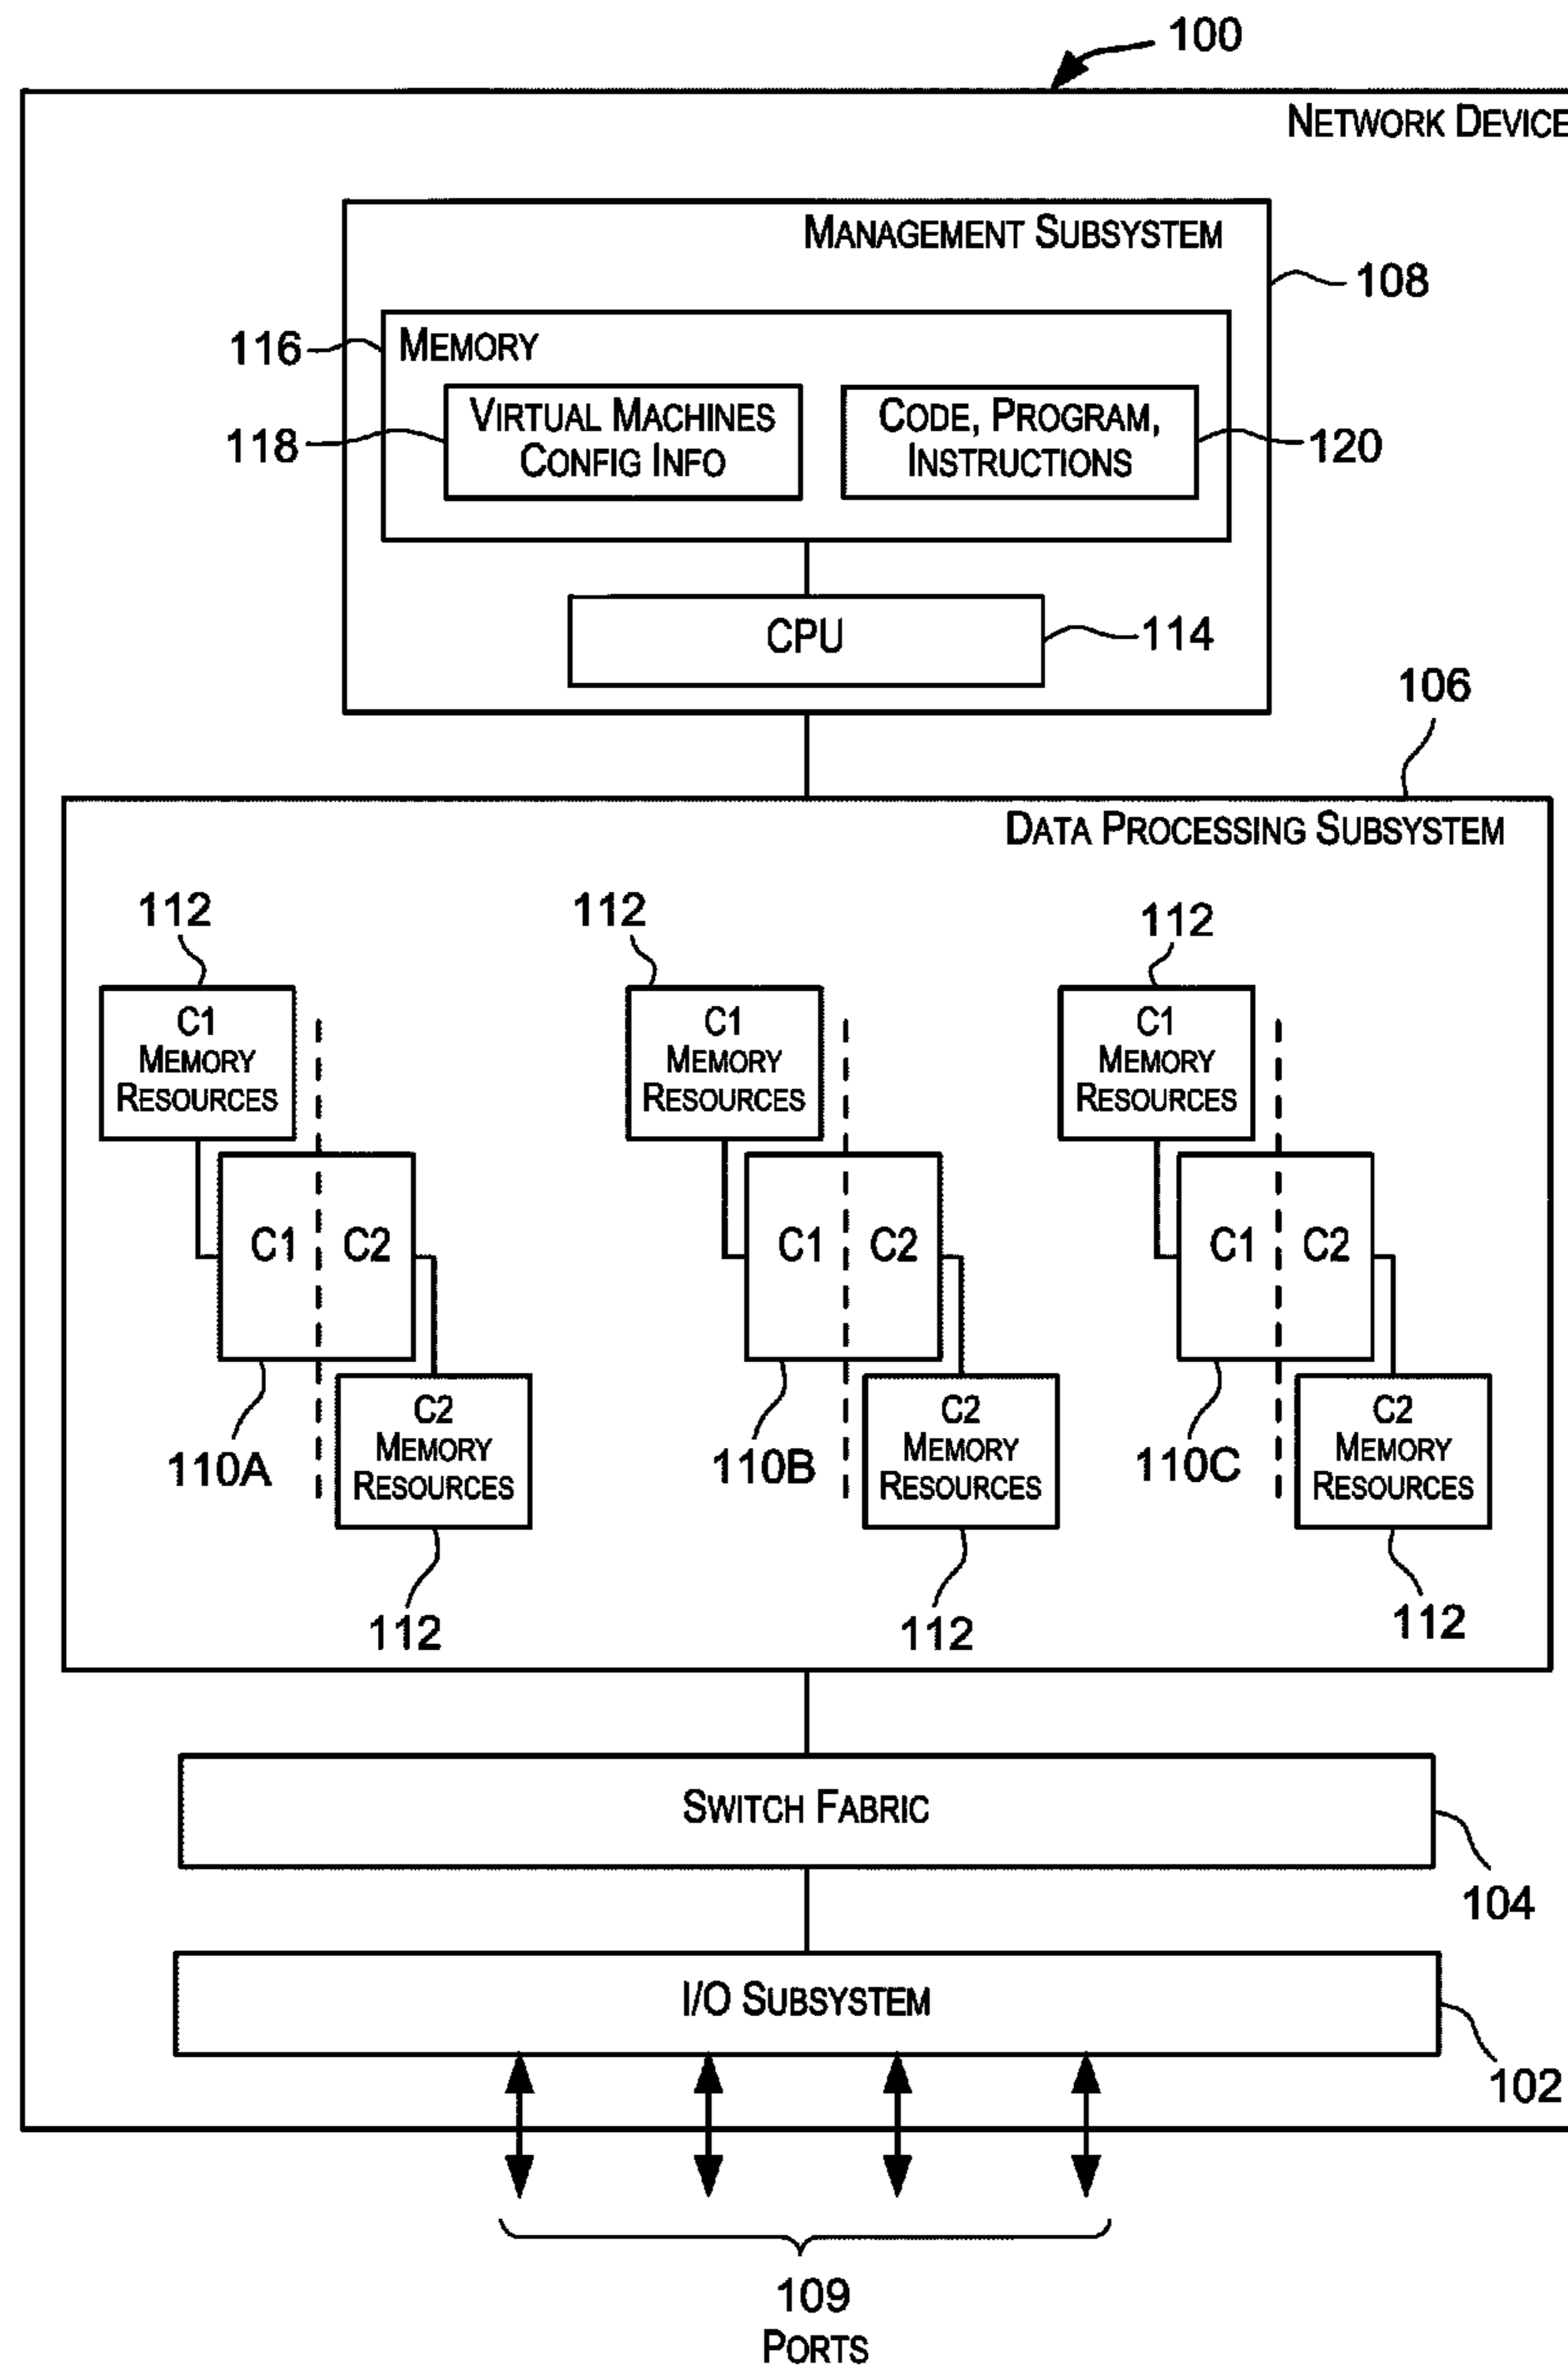 100
NETWORK DEVICE
MANAGEMENT SUBSYSTEM
108
116
MEMORY
118
VIRTUAL MACHINES
CONFIG INFO
CODE, PROGRAM,
INSTRUCTIONS
120
CPU
114
106
DATA PROCESSING SUBSYSTEM
112
112
112
C1
MEMORY
RESOURCES
C1
MEMORY
RESOURCES
C1
MEMORY
RESOURCES
C1
C2
C1
C2
C1
C2
110A
C2
MEMORY
RESOURCES
110B
C2
MEMORY
RESOURCES
110C
C2
MEMORY
RESOURCES
112
112
112
SWITCH FABRIC
104
I/O SUBSYSTEM
102
109
PORTS